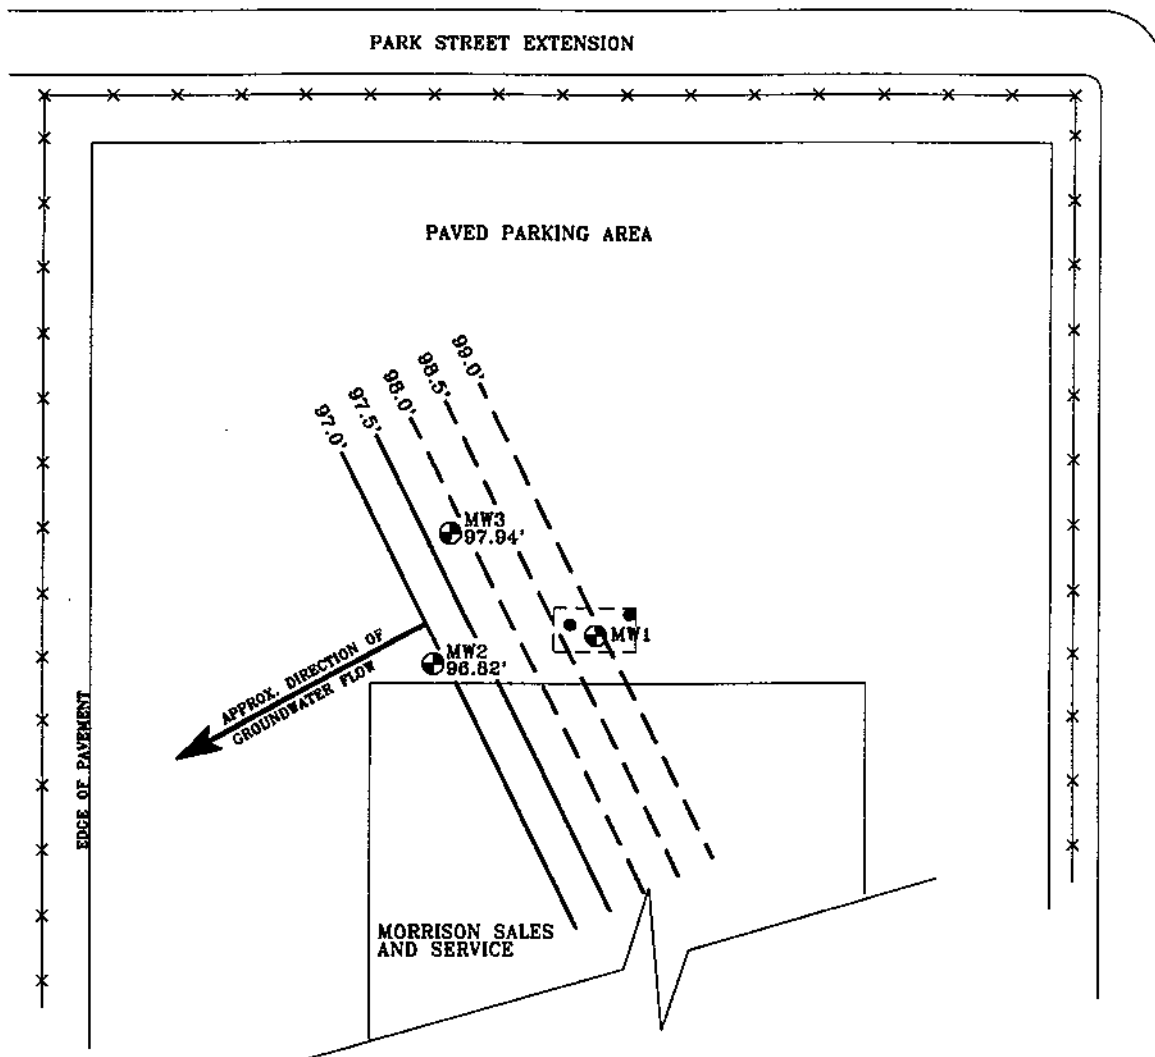 PARK STREET EXTENSION
PAVED PARKING AREA
99.0'
98.5'
98.0'
97.5'
97.0'
MW3
97.94'
MW1
MW2
96.82'
APPROX. DIRECTION OF
GROUNDWATER FLOW
EDGE OF PAVEMENT
MORRISON SALES
AND SERVICE